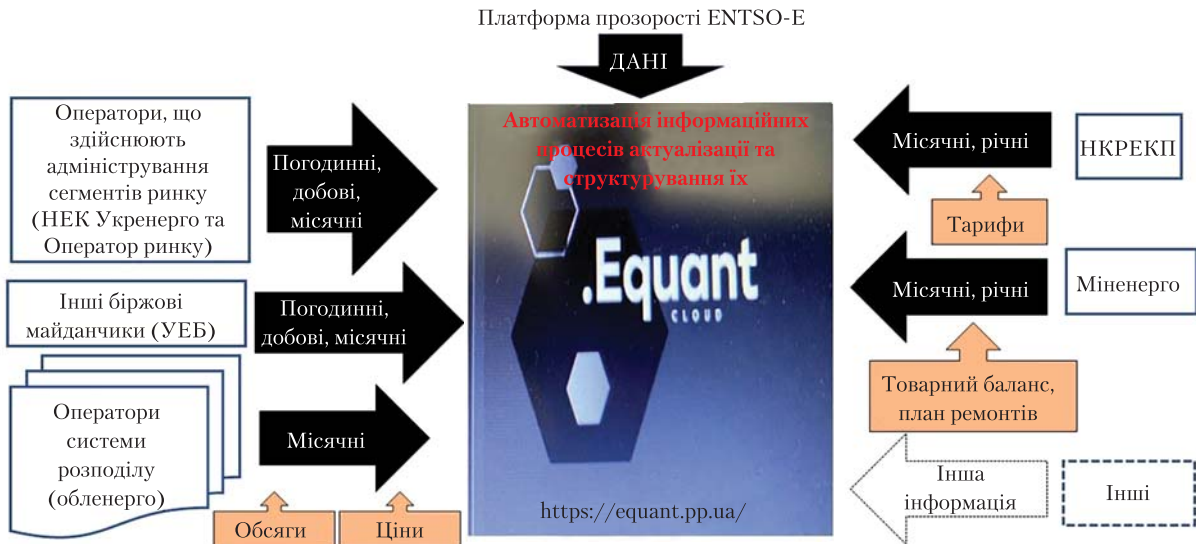 Платформа прозорості ENTSO-E
ДАНІ
Оператори, що
здійснюють
адміністрування
сегментів ринку
(НЕК Укренерго та
Оператор ринку)
Погодинні,
добові,
місячні
Інші біржові
майданчики (УЕБ)
Погодинні,
добові, місячні
Оператори
системи
розподілу
(обленерго)
Місячні
Обсяги
Ціни
Автоматизація інформаційних
процесів актуалізації та
структурування їх
.Equant
CLOUD
https://equant.pp.ua/
Місячні, річні
НКРЕКП
Тарифи
Місячні, річні
Міненерго
Товарний баланс,
план ремонтів
Інша
інформація
Інші